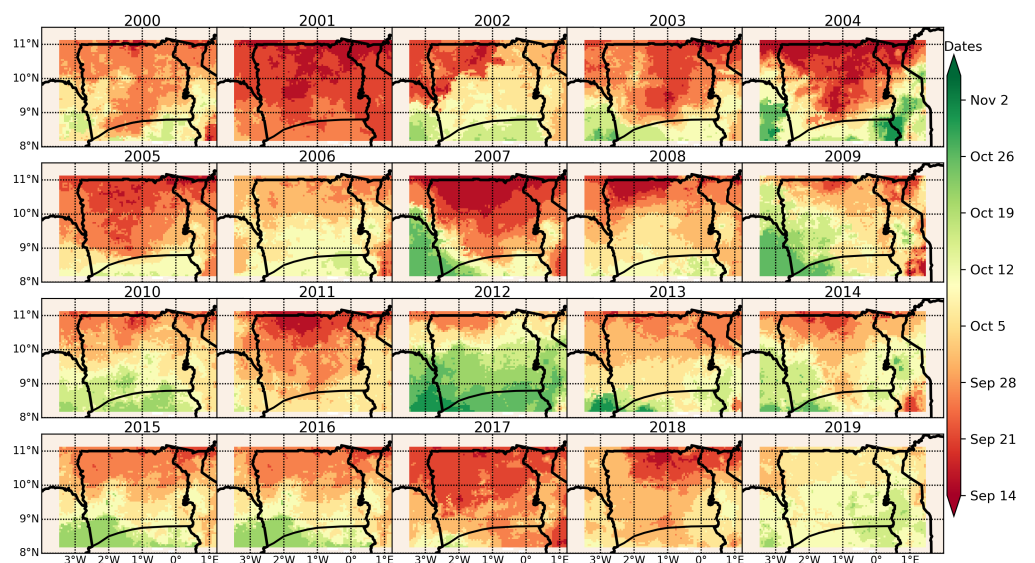 2000 2001 2002 2003 2004
Dates
11°N
10°N
9°N
8°N
Nov 2
Oct 26
Oct 19
Oct 12
Oct 5
Sep 28
Sep 21
Sep 14
2005 2006 2007 2008 2009
11°N
10°N
9°N
8°N
2010 2011 2012 2013 2014
11°N
10°N
9°N
8°N
2015 2016 2017 2018 2019
11°N
10°N
9°N
8°N
3°W 2°W 1°W 0° 1°E 3°W 2°W 1°W 0° 1°E 3°W 2°W 1°W 0° 1°E 3°W 2°W 1°W 0° 1°E 3°W 2°W 1°W 0° 1°E